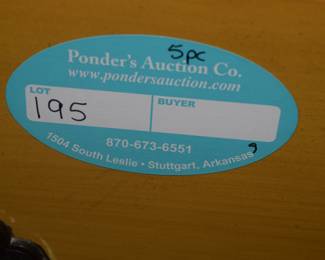 5pc
Ponder's Auction Co.
www.pondersauction.com
LOT BUYER
195
870-673-6551
1504 South Leslie • Stuttgart, Arkansas